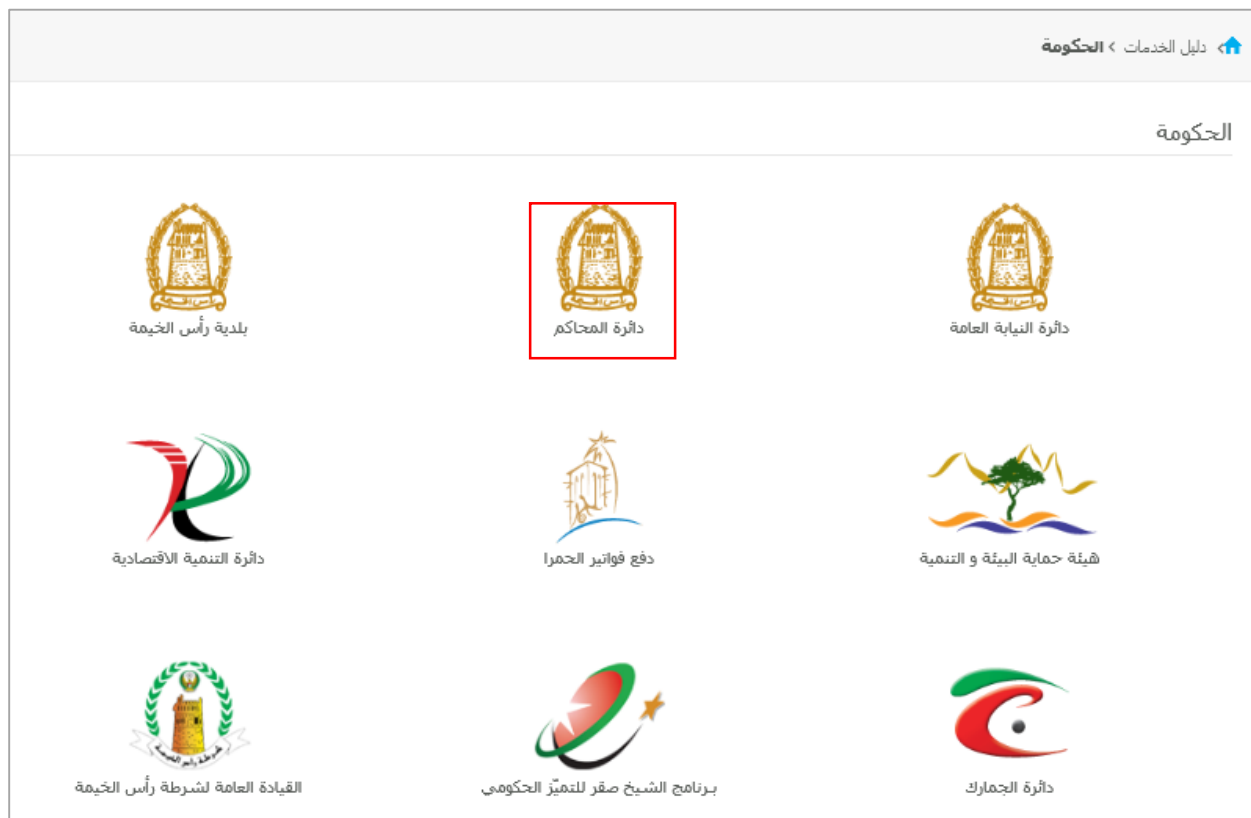 دليل الخدمات > الحكومة
الحكومة
دائرة النيابة العامة
دائرة المحاكم
بلدية رأس الخيمة
هيئة حماية البيئة و التنمية
دفع فواتير الحمرا
دائرة التنمية الاقتصادية
دائرة الجمارك
برنامج الشيخ صقر للتميّز الحكومي
القيادة العامة لشرطة رأس الخيمة